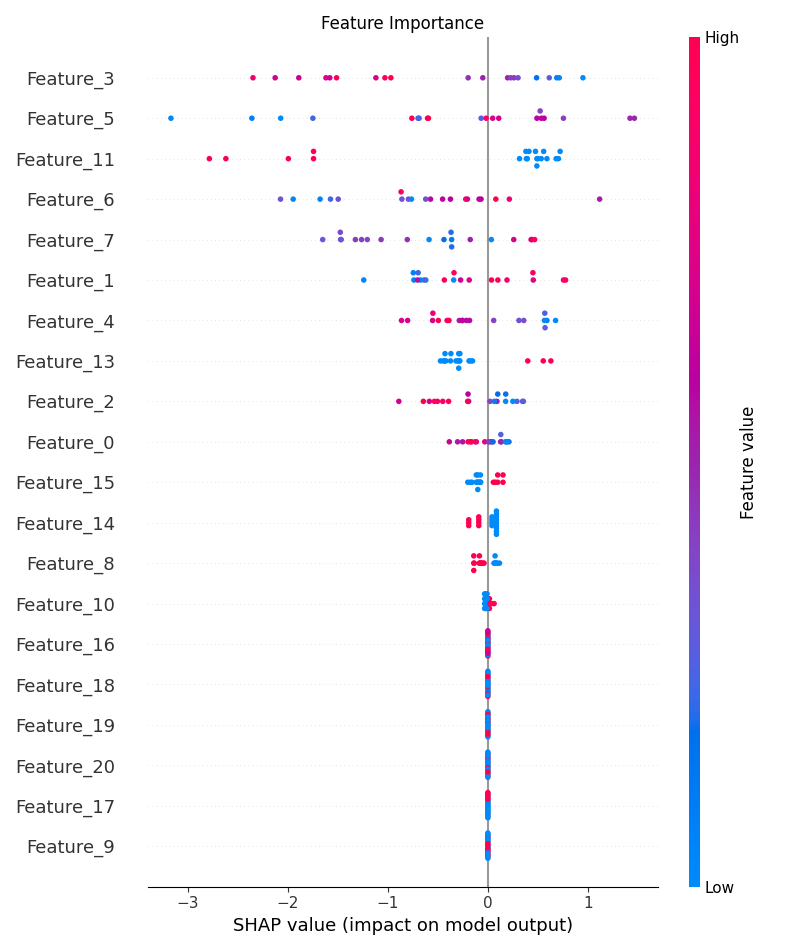 Feature Importance
High
Feature_3
Feature_5
Feature_11
Feature_6
Feature_7
Feature_1
Feature_4
Feature_13
Feature_2
Feature_0
Feature_15
Feature_14
Feature_8
Feature_10
Feature_16
Feature_18
Feature_19
Feature_20
Feature_17
Feature_9
Feature value
Low
−3 −2 −1 0 1
SHAP value (impact on model output)